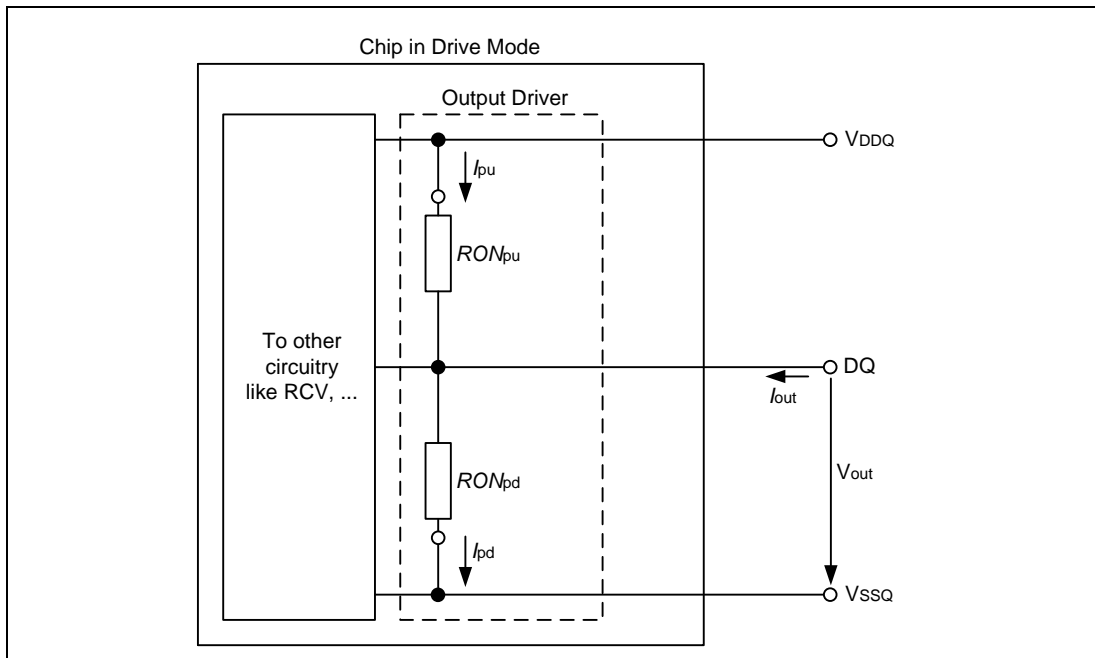 Chip in Drive Mode
Output Driver
VDDQ
Ipu
RONpu
To other
circuitry
like RCV, ...
DQ
Iout
RONpd
Vout
Ipd
VSSQ